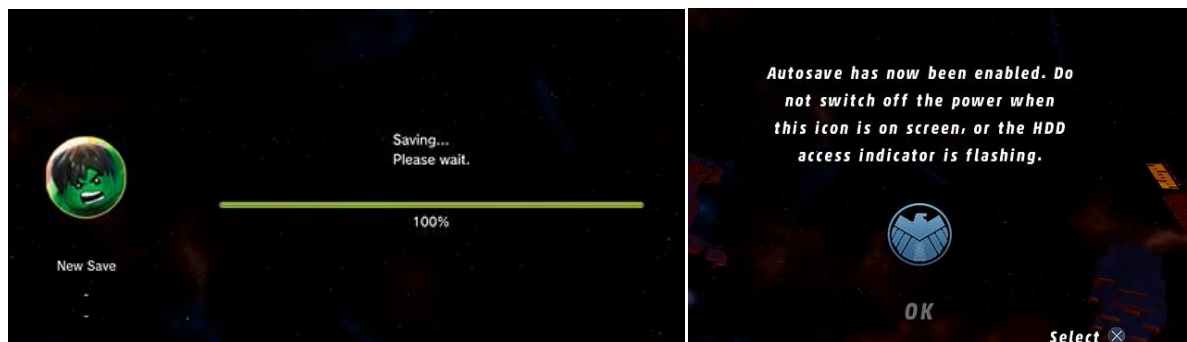 Saving...
Please wait.
100%
New Save
-
-
Autosave has now been enabled. Do
not switch off the power when
this icon is on screen, or the HDD
access indicator is flashing.
OK
Select